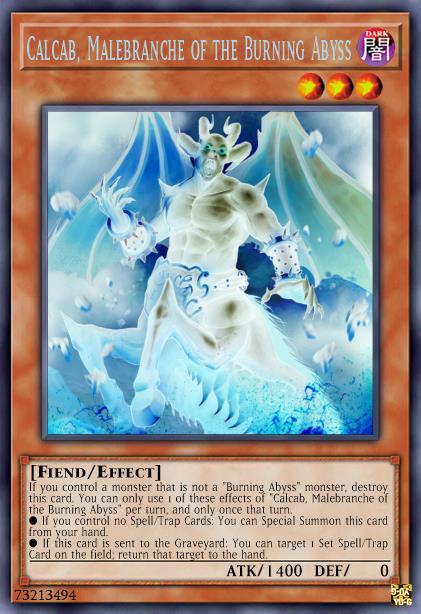 Calcab, Malebranche of the Burning Abyss
DARK
闇
[Fiend/Effect]
If you control a monster that is not a "Burning Abyss" monster, destroy
this card. You can only use 1 of these effects of "Calcab, Malebranche of
the Burning Abyss" per turn, and only once that turn.
● If you control no Spell/Trap Cards: You can Special Summon this card
from your hand.
● If this card is sent to the Graveyard: You can target 1 Set Spell/Trap
Card on the field; return that target to the hand.
ATK/1400 DEF/ 0
73213494